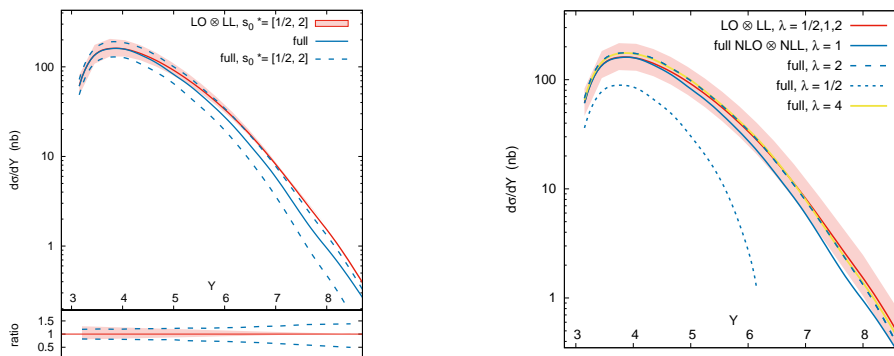 LO ⊗ LL, s₀ *= [1/2, 2]
full
full, s₀ *= [1/2, 2]
100
10
1
dσ/dY (nb)
3 4 5 6 7 8
Y
1.5
1
0.5
ratio
LO ⊗ LL, λ = 1/2,1,2
full NLO ⊗ NLL, λ = 1
full, λ = 2
full, λ = 1/2
full, λ = 4
100
10
1
dσ/dY (nb)
3 4 5 6 7 8
Y